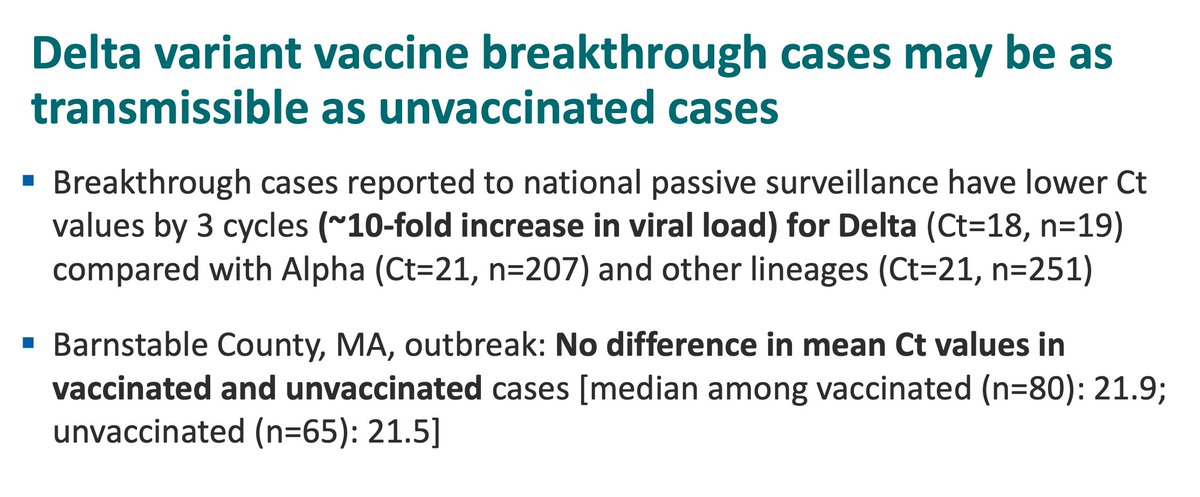 Delta variant vaccine breakthrough cases may be as
transmissible as unvaccinated cases
▪ Breakthrough cases reported to national passive surveillance have lower Ct
values by 3 cycles (~10-fold increase in viral load) for Delta (Ct=18, n=19)
compared with Alpha (Ct=21, n=207) and other lineages (Ct=21, n=251)
▪ Barnstable County, MA, outbreak: No difference in mean Ct values in
vaccinated and unvaccinated cases [median among vaccinated (n=80): 21.9;
unvaccinated (n=65): 21.5]